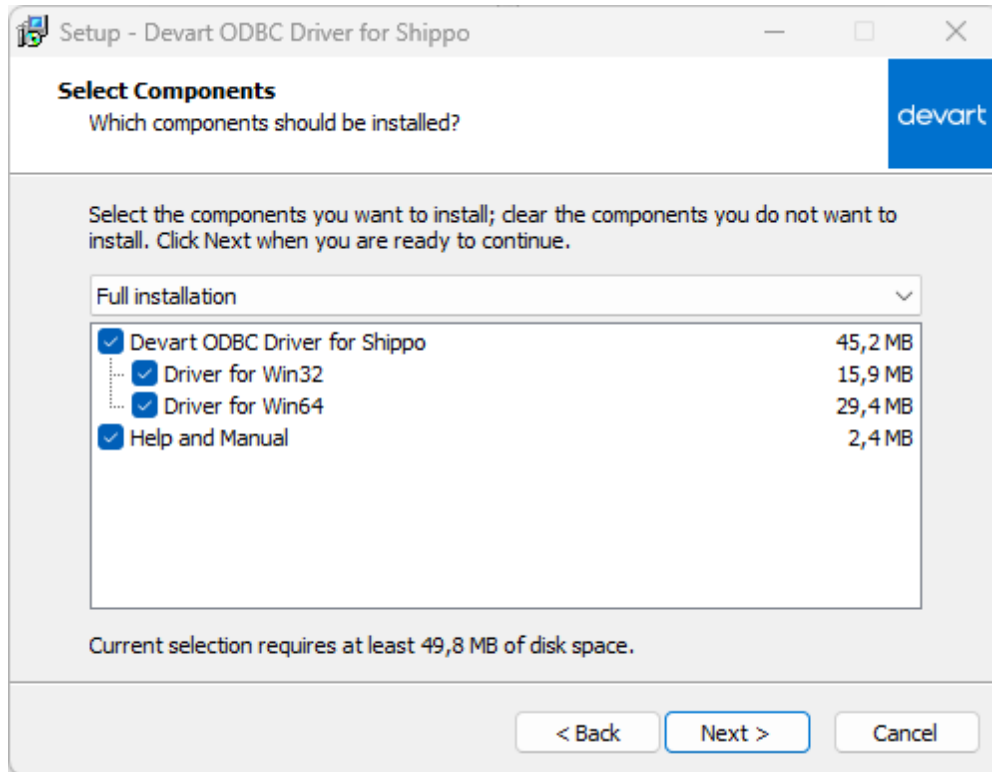 Setup - Devart ODBC Driver for Shippo
Select Components
Which components should be installed?
devart
Select the components you want to install; clear the components you do not want to
install. Click Next when you are ready to continue.
Full installation
Devart ODBC Driver for Shippo 45,2 MB
Driver for Win32 15,9 MB
Driver for Win64 29,4 MB
Help and Manual 2,4 MB
Current selection requires at least 49,8 MB of disk space.
< Back Next > Cancel